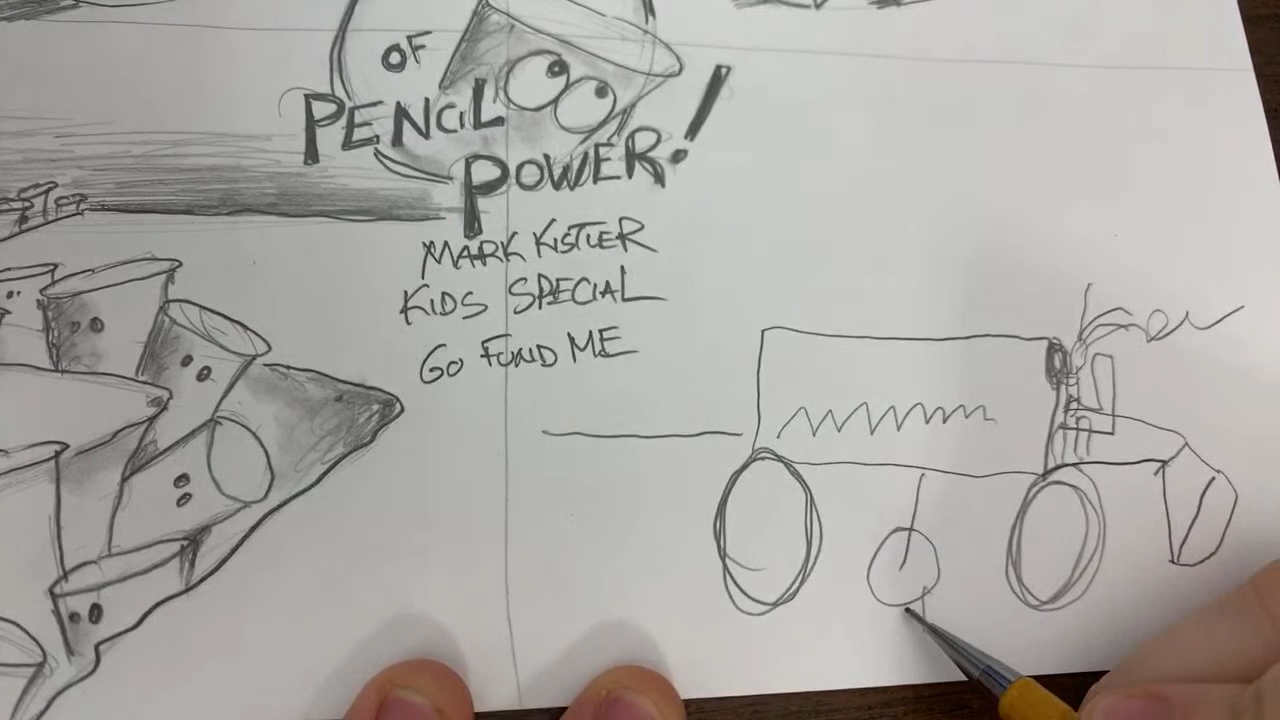 OF
PENCIL
POWER!
MARK KISTLER
KIDS SPECIAL
GO FUND ME